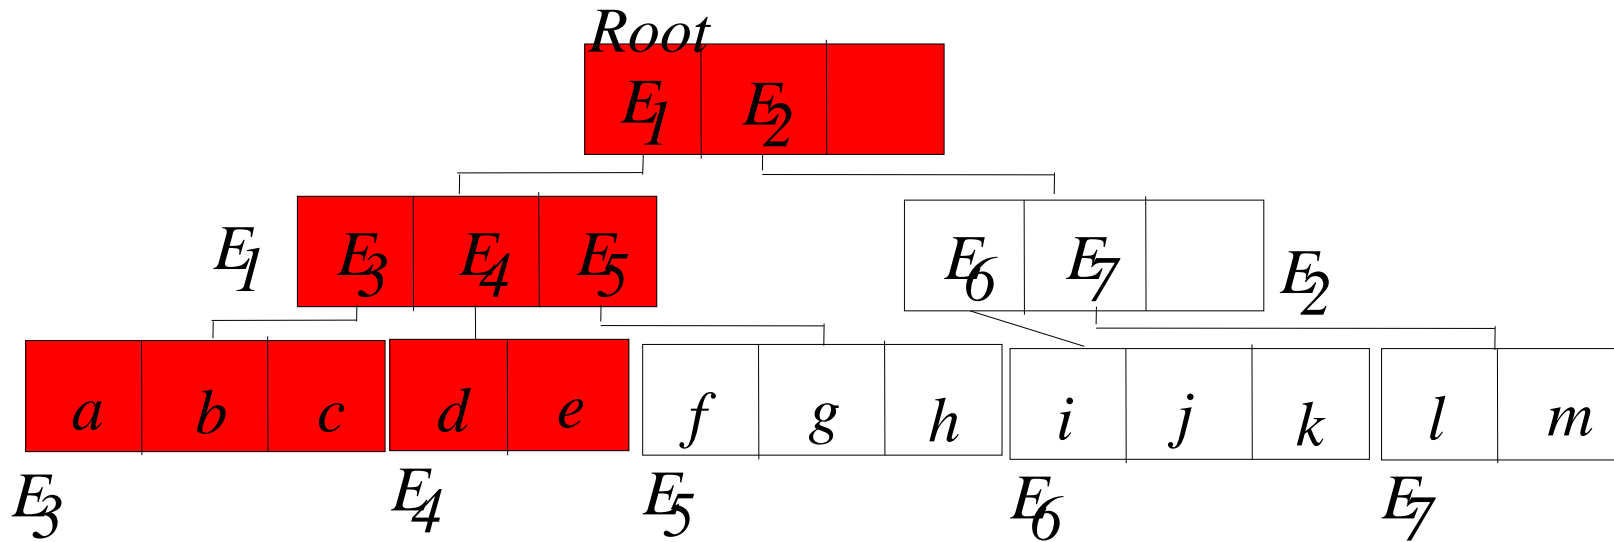 Root
E1 E2
E1 E3 E4 E5 E6 E7 E2
a b c d e f g h i j k l m
E3 E4 E5 E6 E7